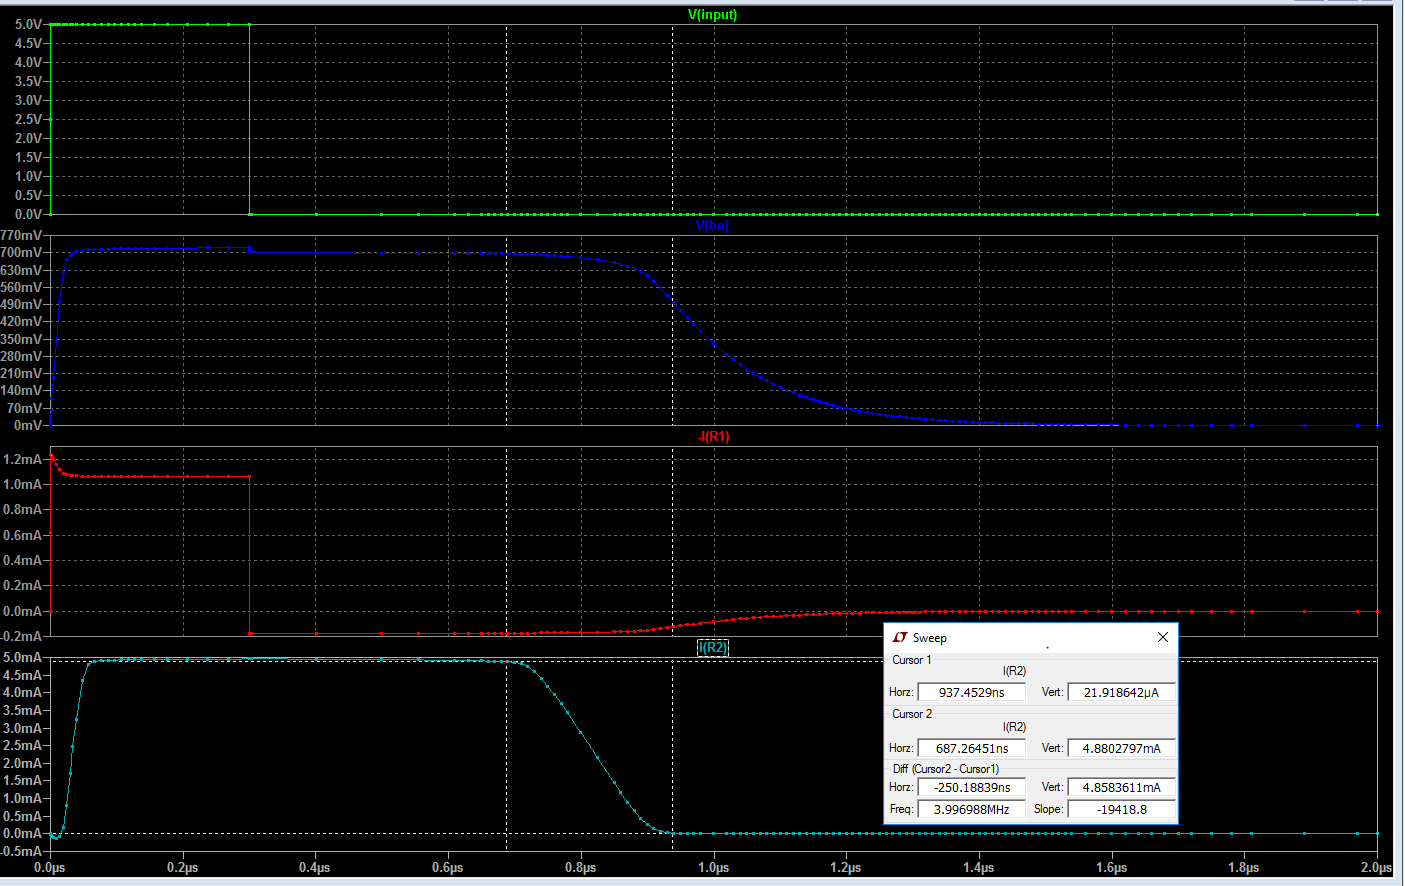 V(input)
5.0V
4.5V
4.0V
3.5V
3.0V
2.5V
2.0V
1.5V
1.0V
0.5V
0.0V
V(be)
770mV
700mV
630mV
560mV
490mV
420mV
350mV
280mV
210mV
140mV
70mV
0mV
-I(R1)
1.2mA
1.0mA
0.8mA
0.6mA
0.4mA
0.2mA
0.0mA
-0.2mA
I(R2)
5.0mA
4.5mA
4.0mA
3.5mA
3.0mA
2.5mA
2.0mA
1.5mA
1.0mA
0.5mA
0.0mA
-0.5mA
0.0µs 0.2µs 0.4µs 0.6µs 0.8µs 1.0µs 1.2µs 1.4µs 1.6µs 1.8µs 2.0µs
Sweep
Cursor 1
I(R2)
Horz: 937.4529ns Vert: 21.918642µA
Cursor 2
I(R2)
Horz: 687.26451ns Vert: 4.8802797mA
Diff (Cursor2 - Cursor1)
Horz: -250.18839ns Vert: 4.8583611mA
Freq: 3.996988MHz Slope: -19418.8